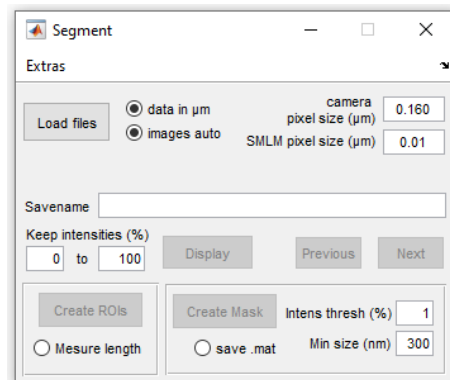 Segment
Extras
Load files
data in µm
images auto
camera
pixel size (µm)
0.160
SMLM pixel size (µm)
0.01
Savename
Keep intensities (%)
0 to 100
Display
Previous
Next
Create ROIs
Mesure length
Create Mask
save .mat
Intens thresh (%)
1
Min size (nm)
300